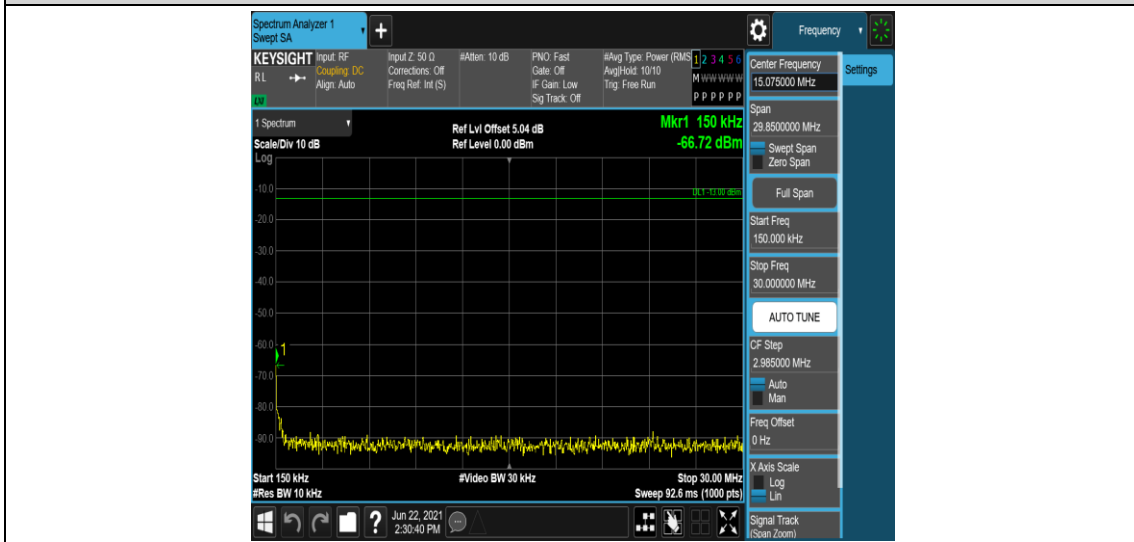 Spectrum Analyzer 1
Swept SA
+
Frequency
KEYSIGHT
RL
LXI
Input: RF
Coupling: DC
Align: Auto
Input Z: 50 Ω
Corrections: Off
Freq Ref: Int (S)
#Atten: 10 dB
PNO: Fast
Gate: Off
IF Gain: Low
Sig Track: Off
#Avg Type: Power (RMS
Avg|Hold: 10/10
Trig: Free Run
1 2 3 4 5 6
M W W W W W
P P P P P P
Center Frequency
15.075000 MHz
Settings
1 Spectrum
Ref Lvl Offset 5.04 dB
Mkr1 150 kHz
Scale/Div 10 dB
Ref Level 0.00 dBm
-66.72 dBm
Log
DL1 -13.00 dBm
-10.0
-20.0
-30.0
-40.0
-50.0
-60.0
1
-70.0
-80.0
-90.0
Start 150 kHz
#Video BW 30 kHz
Stop 30.00 MHz
#Res BW 10 kHz
Sweep 92.6 ms (1000 pts)
Span
29.8500000 MHz
Swept Span
Zero Span
Full Span
Start Freq
150.000 kHz
Stop Freq
30.000000 MHz
AUTO TUNE
CF Step
2.985000 MHz
Auto
Man
Freq Offset
0 Hz
X Axis Scale
Log
Lin
Signal Track
(Span Zoom)
?
Jun 22, 2021
2:30:40 PM